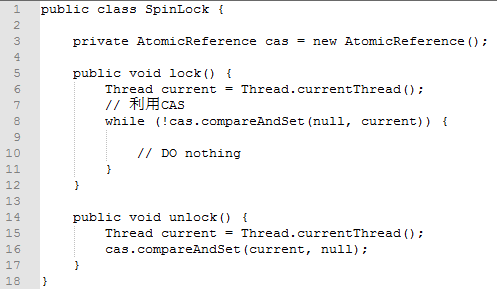 1 public class SpinLock {
2
3     private AtomicReference cas = new AtomicReference();
4
5     public void lock() {
6         Thread current = Thread.currentThread();
7         // 利用CAS
8         while (!cas.compareAndSet(null, current)) {
9
10             // DO nothing
11         }
12     }
13
14     public void unlock() {
15         Thread current = Thread.currentThread();
16         cas.compareAndSet(current, null);
17     }
18 }